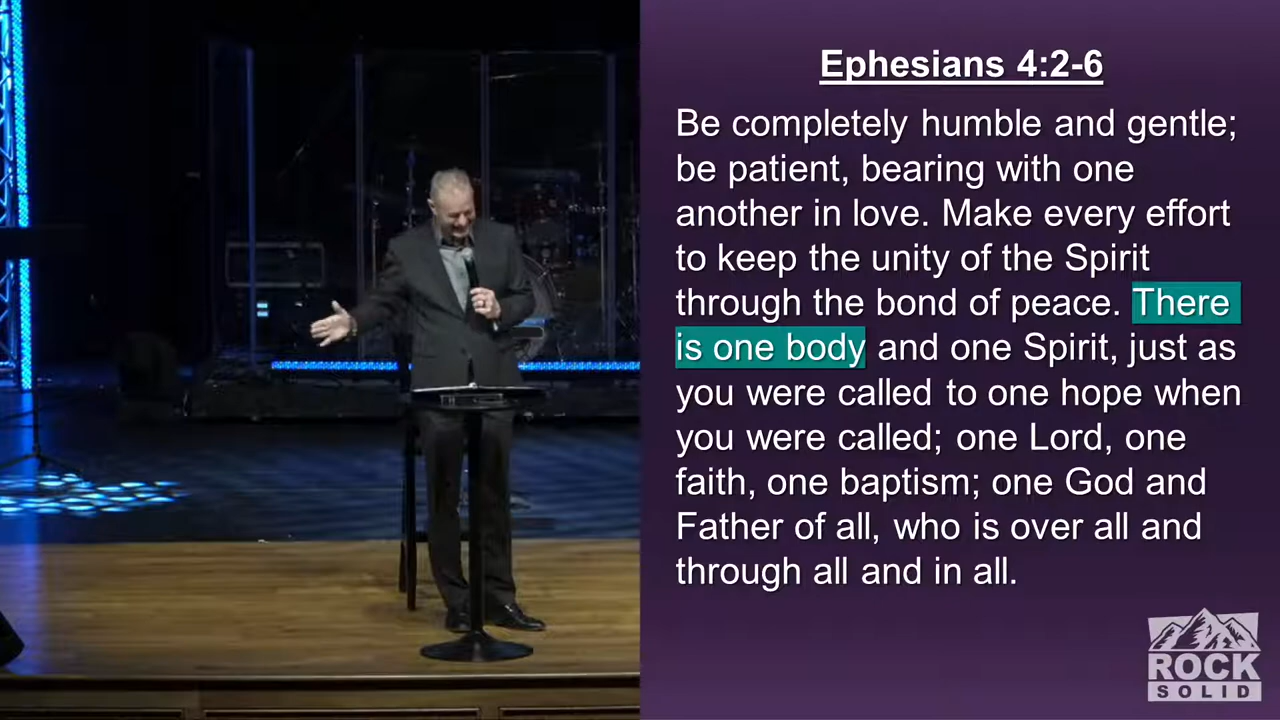 Ephesians 4:2-6
Be completely humble and gentle;
be patient, bearing with one
another in love. Make every effort
to keep the unity of the Spirit
through the bond of peace. There
is one body and one Spirit, just as
you were called to one hope when
you were called; one Lord, one
faith, one baptism; one God and
Father of all, who is over all and
through all and in all.
ROCK
SOLID